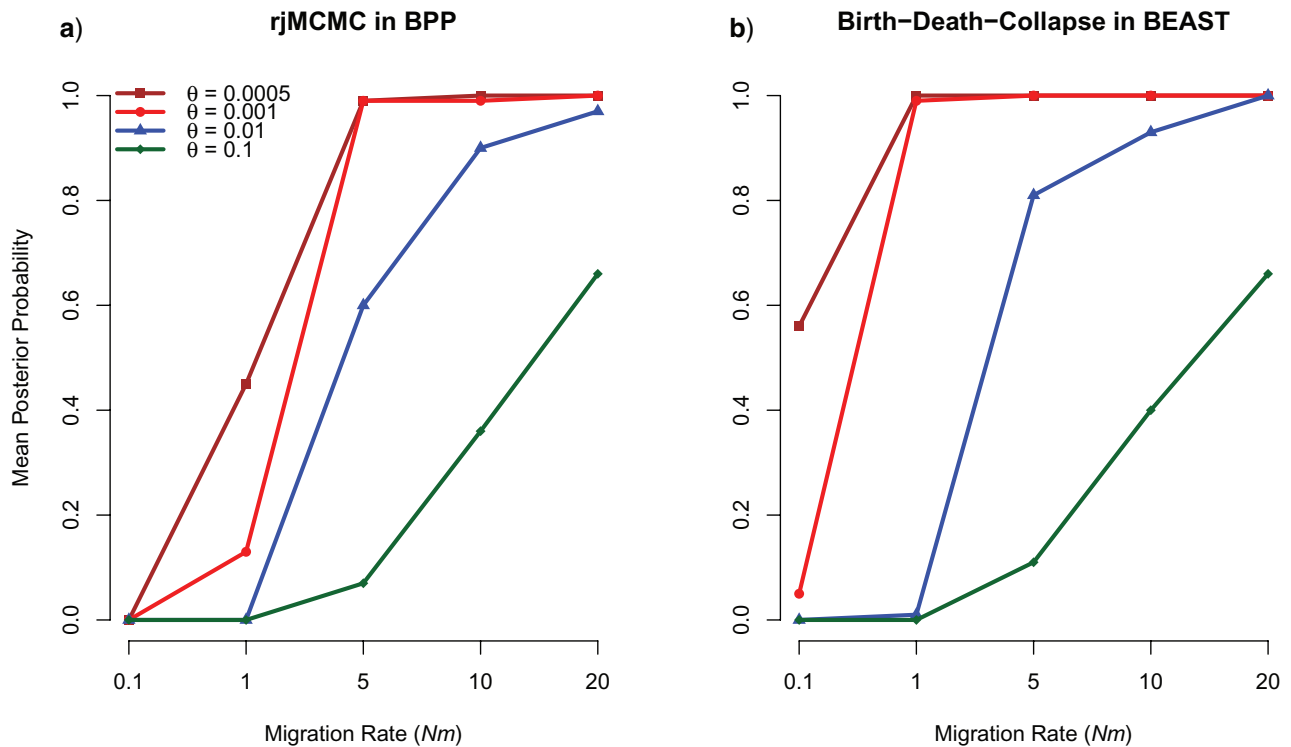 a)
rjMCMC in BPP
θ = 0.0005
θ = 0.001
θ = 0.01
θ = 0.1
Mean Posterior Probability
1.0
0.8
0.6
0.4
0.2
0.0
0.1 1 5 10 20
Migration Rate (Nm)
b)
Birth−Death−Collapse in BEAST
1.0
0.8
0.6
0.4
0.2
0.0
0.1 1 5 10 20
Migration Rate (Nm)